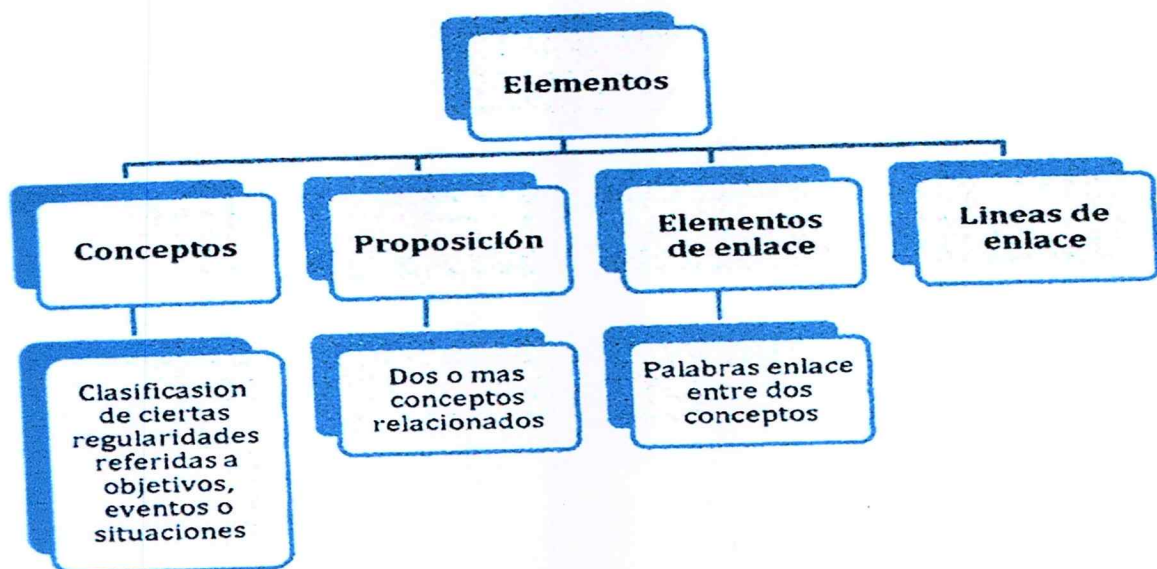 Elementos
Conceptos
Proposición
Elementos
de enlace
Lineas de
enlace
Clasificasion
de ciertas
regularidades
referidas a
objetivos,
eventos o
situaciones
Dos o mas
conceptos
relacionados
Palabras enlace
entre dos
conceptos